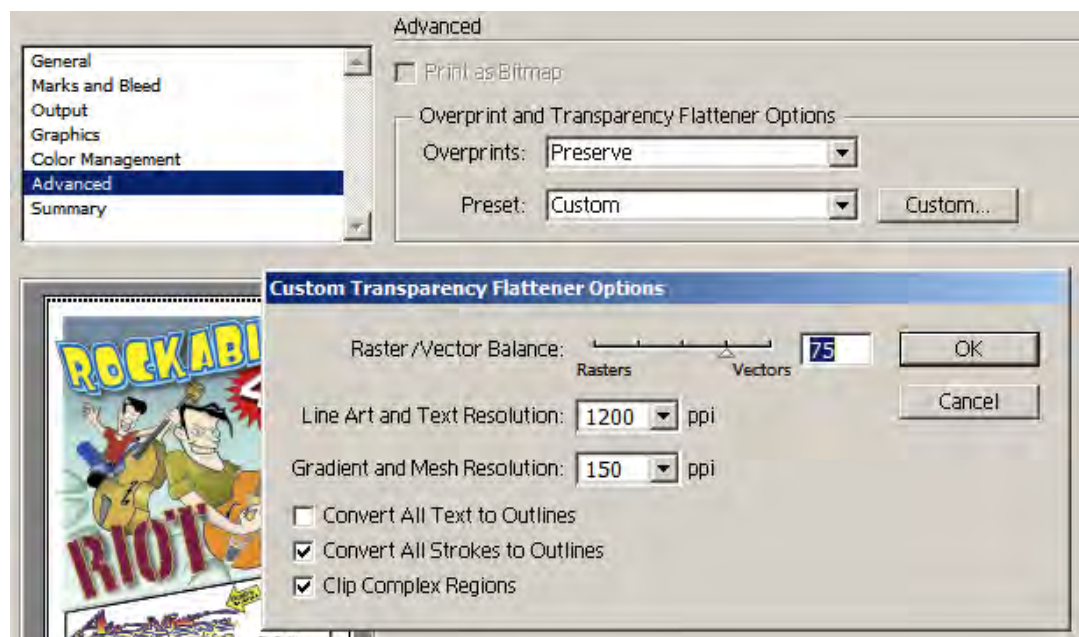 Advanced
General
Marks and Bleed
Output
Graphics
Color Management
Advanced
Summary
Print as Bitmap
Overprint and Transparency Flattener Options
Overprints: Preserve
Preset: Custom Custom...
Custom Transparency Flattener Options
Raster/Vector Balance: 75 OK
Rasters Vectors
Line Art and Text Resolution: 1200 ppi Cancel
Gradient and Mesh Resolution: 150 ppi
Convert All Text to Outlines
Convert All Strokes to Outlines
Clip Complex Regions
ROCKABI
RIOT